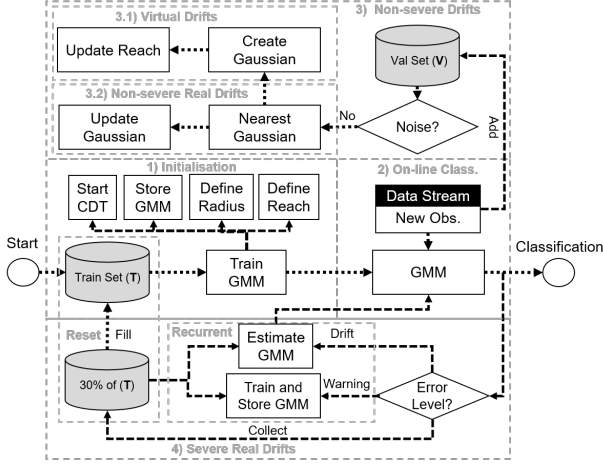 3.1) Virtual Drifts
3) Non-severe Drifts
Update Reach
Create
Gaussian
Val Set (V)
3.2) Non-severe Real Drifts
Update
Gaussian
Nearest
Gaussian
No
Noise?
Add
1) Initialisation
2) On-line Class.
Start
CDT
Store
GMM
Define
Radius
Define
Reach
Data Stream
New Obs.
Start
Train Set (T)
Train
GMM
GMM
Classification
Reset
Fill
Recurrent
Estimate
GMM
Drift
30% of (T)
Train and
Store GMM
Warning
Error
Level?
Collect
4) Severe Real Drifts